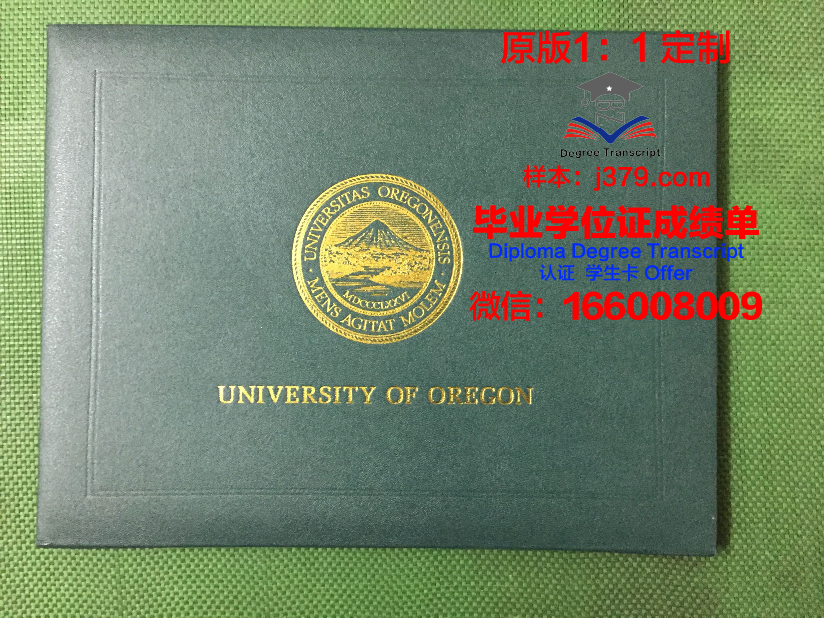 原版1：1 定制
Degree Transcript
样本：j379.com
毕业学位证成绩单
Diploma Degree Transcript
认证 学生卡 Offer
微信：166008009
UNIVERSITAS OREGONENSIS
MDCCCLXXVI
MENS AGITAT MOLEM
UNIVERSITY OF OREGON